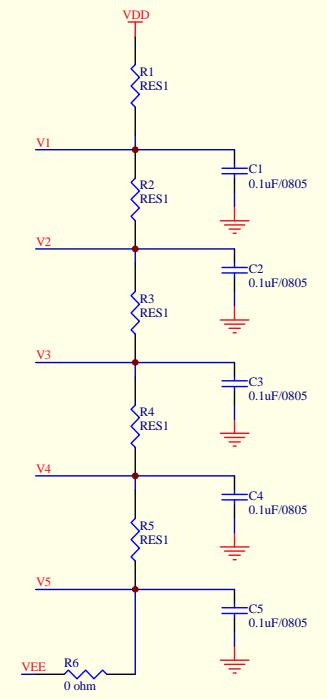 VDD
R1
RES1
V1
C1
0.1uF/0805
R2
RES1
V2
C2
0.1uF/0805
R3
RES1
V3
C3
0.1uF/0805
R4
RES1
V4
C4
0.1uF/0805
R5
RES1
V5
C5
0.1uF/0805
VEE
R6
0 ohm